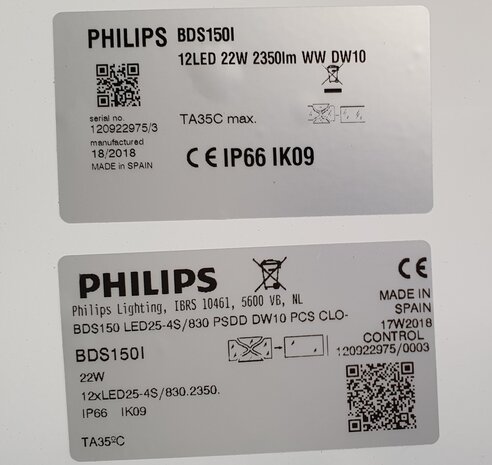 PHILIPS BDS150I
12LED 22W 2350lm WW DW10
serial no.
120922975/3
manufactured
18/2018
MADE in SPAIN
TA35C max.
CE IP66 IK09
PHILIPS
CE
Philips Lighting, IBRS 10461, 5600 VB, NL
MADE IN
SPAIN
BDS150 LED25-4S/830 PSDD DW10 PCS CLO-
17W2018
CONTROL
120922975/0003
BDS150I
22W
12xLED25-4S/830.2350.
IP66 IK09
TA35ºC